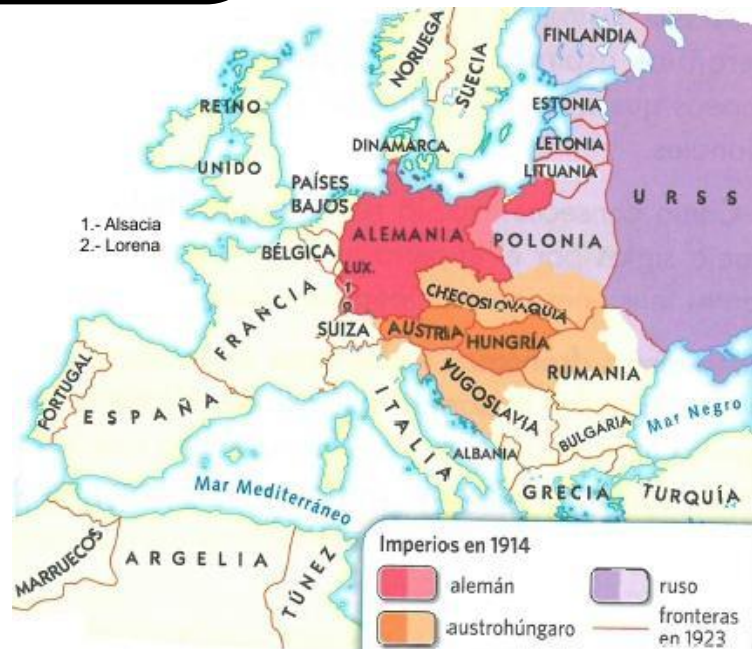 FINLANDIA
NORUEGA
SUECIA
ESTONIA
LETONIA
LITUANIA
REINO
UNIDO
DINAMARCA
PAÍSES
BAJOS
URSS
1.- Alsacia
2.- Lorena
ALEMANIA
POLONIA
BÉLGICA
LUX.
1
CHECOSLOVAQUIA
FRANCIA
SUIZA
AUSTRIA
HUNGRÍA
RUMANIA
YUGOSLAVIA
PORTUGAL
ESPAÑA
ITALIA
BULGARIA
Mar Negro
ALBANIA
GRECIA
TURQUÍA
Mar Mediterráneo
MARRUECOS
ARGELIA
TÚNEZ
Imperios en 1914
alemán
ruso
austrohúngaro
fronteras
en 1923